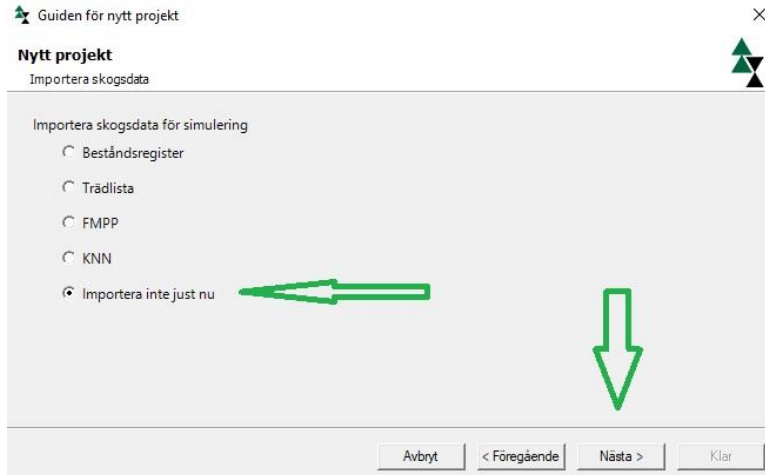 Guiden för nytt projekt
Nytt projekt
Importera skogsdata
Importera skogsdata för simulering
Beståndsregister
Trädlista
FMPP
KNN
Importera inte just nu
Avbryt < Föregående Nästa > Klar